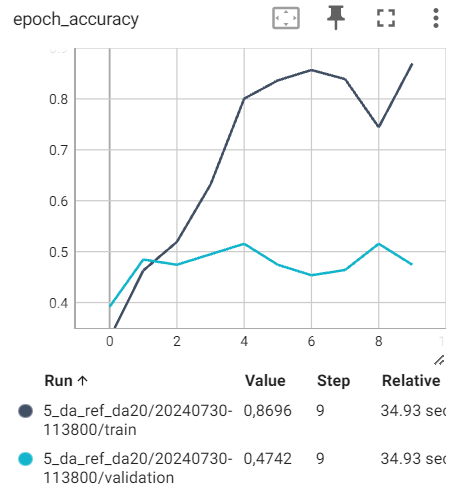 epoch_accuracy
0.8
0.7
0.6
0.5
0.4
0 2 4 6 8
Run ↑ Value Step Relative
5_da_ref_da20/20240730- 0,8696 9 34.93 sec
113800/train
5_da_ref_da20/20240730- 0,4742 9 34.93 sec
113800/validation